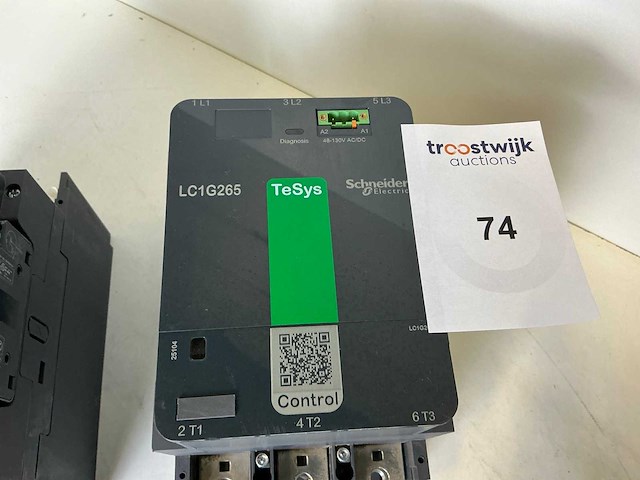 1 L1
3 L2
5 L3
A2
A1
Diagnosis
48-130V AC/DC
LC1G265
TeSys
Schneider
Electric
troostwijk
auctions
74
25104
Control
2 T1
4 T2
6 T3